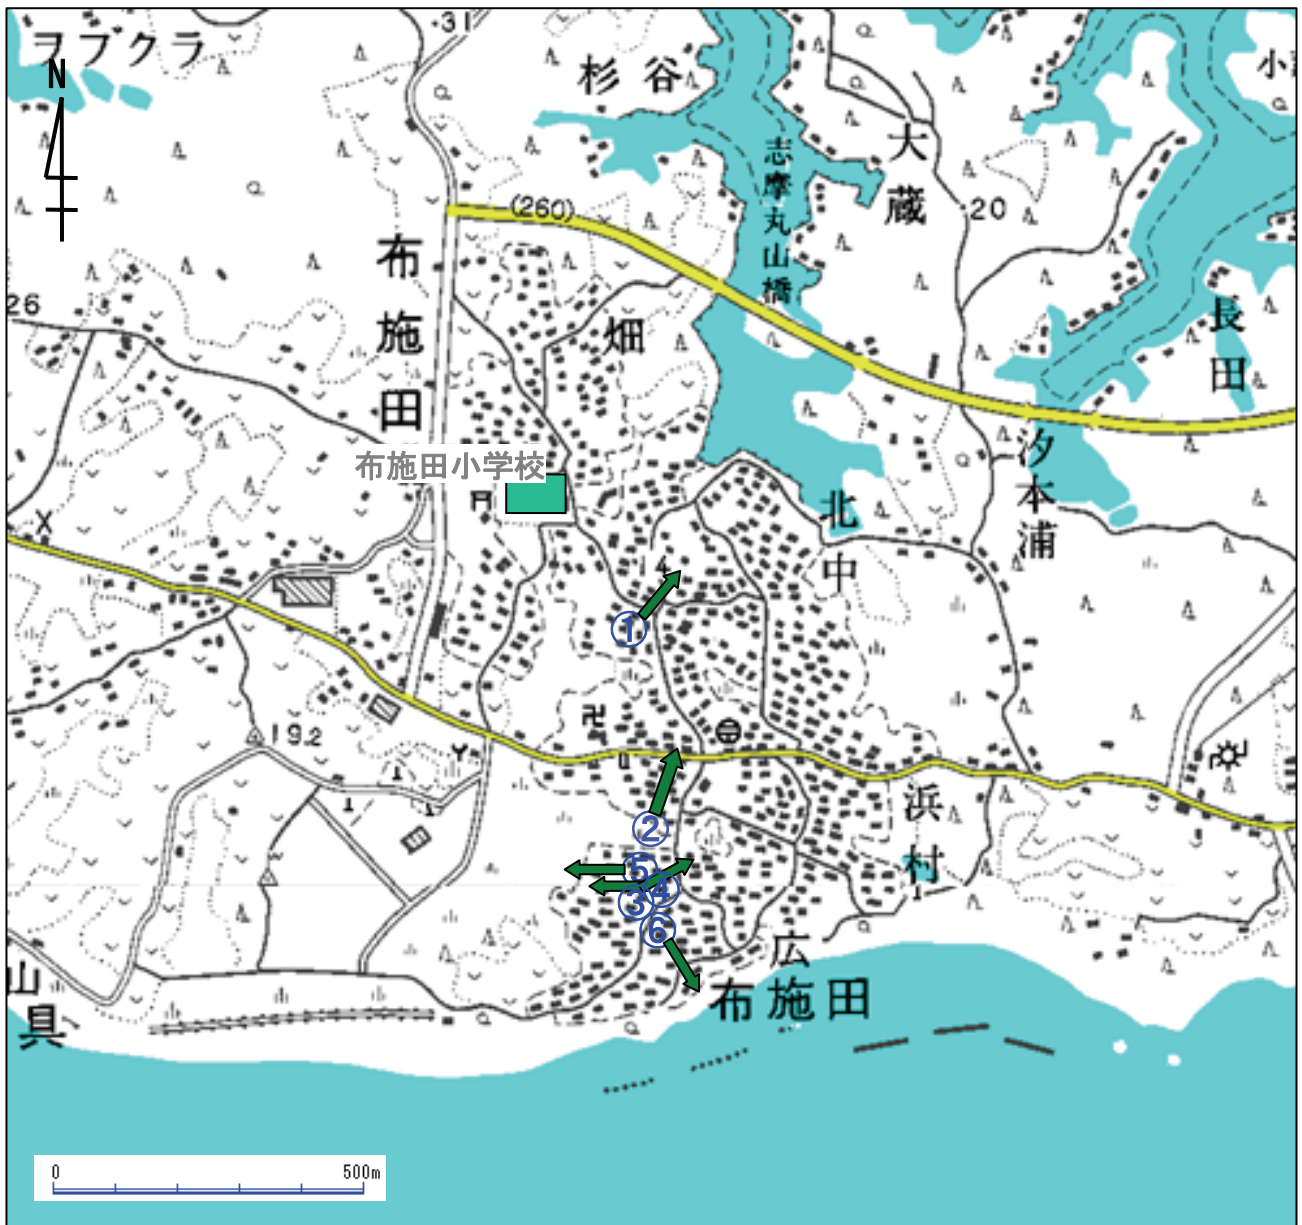 ヲブクラ
N
・31
杉谷
小
志摩丸山橋
大蔵
・20
(260)
布施田
畑
26
長田
布施田小学校
汐本浦
北中
14
①
19.2
②
浜村
⑤
④
③
⑥
広
布施田
山具
0 500m